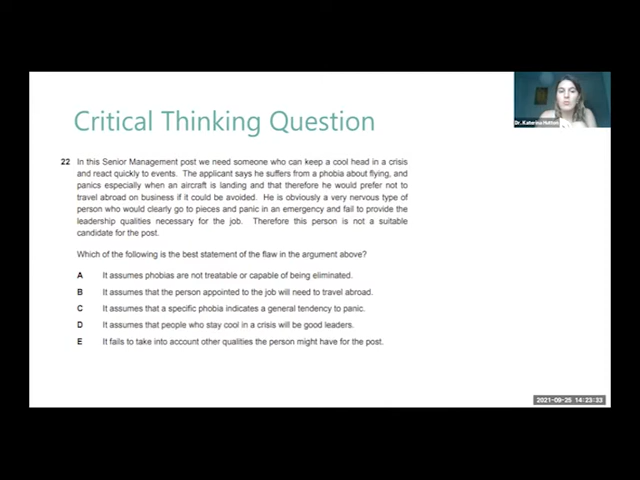 Critical Thinking Question
22 In this Senior Management post we need someone who can keep a cool head in a crisis
and react quickly to events. The applicant says he suffers from a phobia about flying, and
panics especially when an aircraft is landing and that therefore he would prefer not to
travel abroad on business if it could be avoided. He is obviously a very nervous type of
person who would clearly go to pieces and panic in an emergency and fail to provide the
leadership qualities necessary for the job. Therefore this person is not a suitable
candidate for the post.
Which of the following is the best statement of the flaw in the argument above?
A It assumes phobias are not treatable or capable of being eliminated.
B It assumes that the person appointed to the job will need to travel abroad.
C It assumes that a specific phobia indicates a general tendency to panic.
D It assumes that people who stay cool in a crisis will be good leaders.
E It fails to take into account other qualities the person might have for the post.
Dr. Katerina
2021-09-25 14:23:33